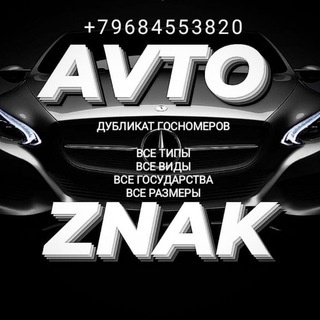 +79684553820
AVTO
ДУБЛИКАТ ГОСНОМЕРОВ
ВСЕ ТИПЫ
ВСЕ ВИДЫ
ВСЕ ГОСУДАРСТВА
ВСЕ РАЗМЕРЫ
ZNAK